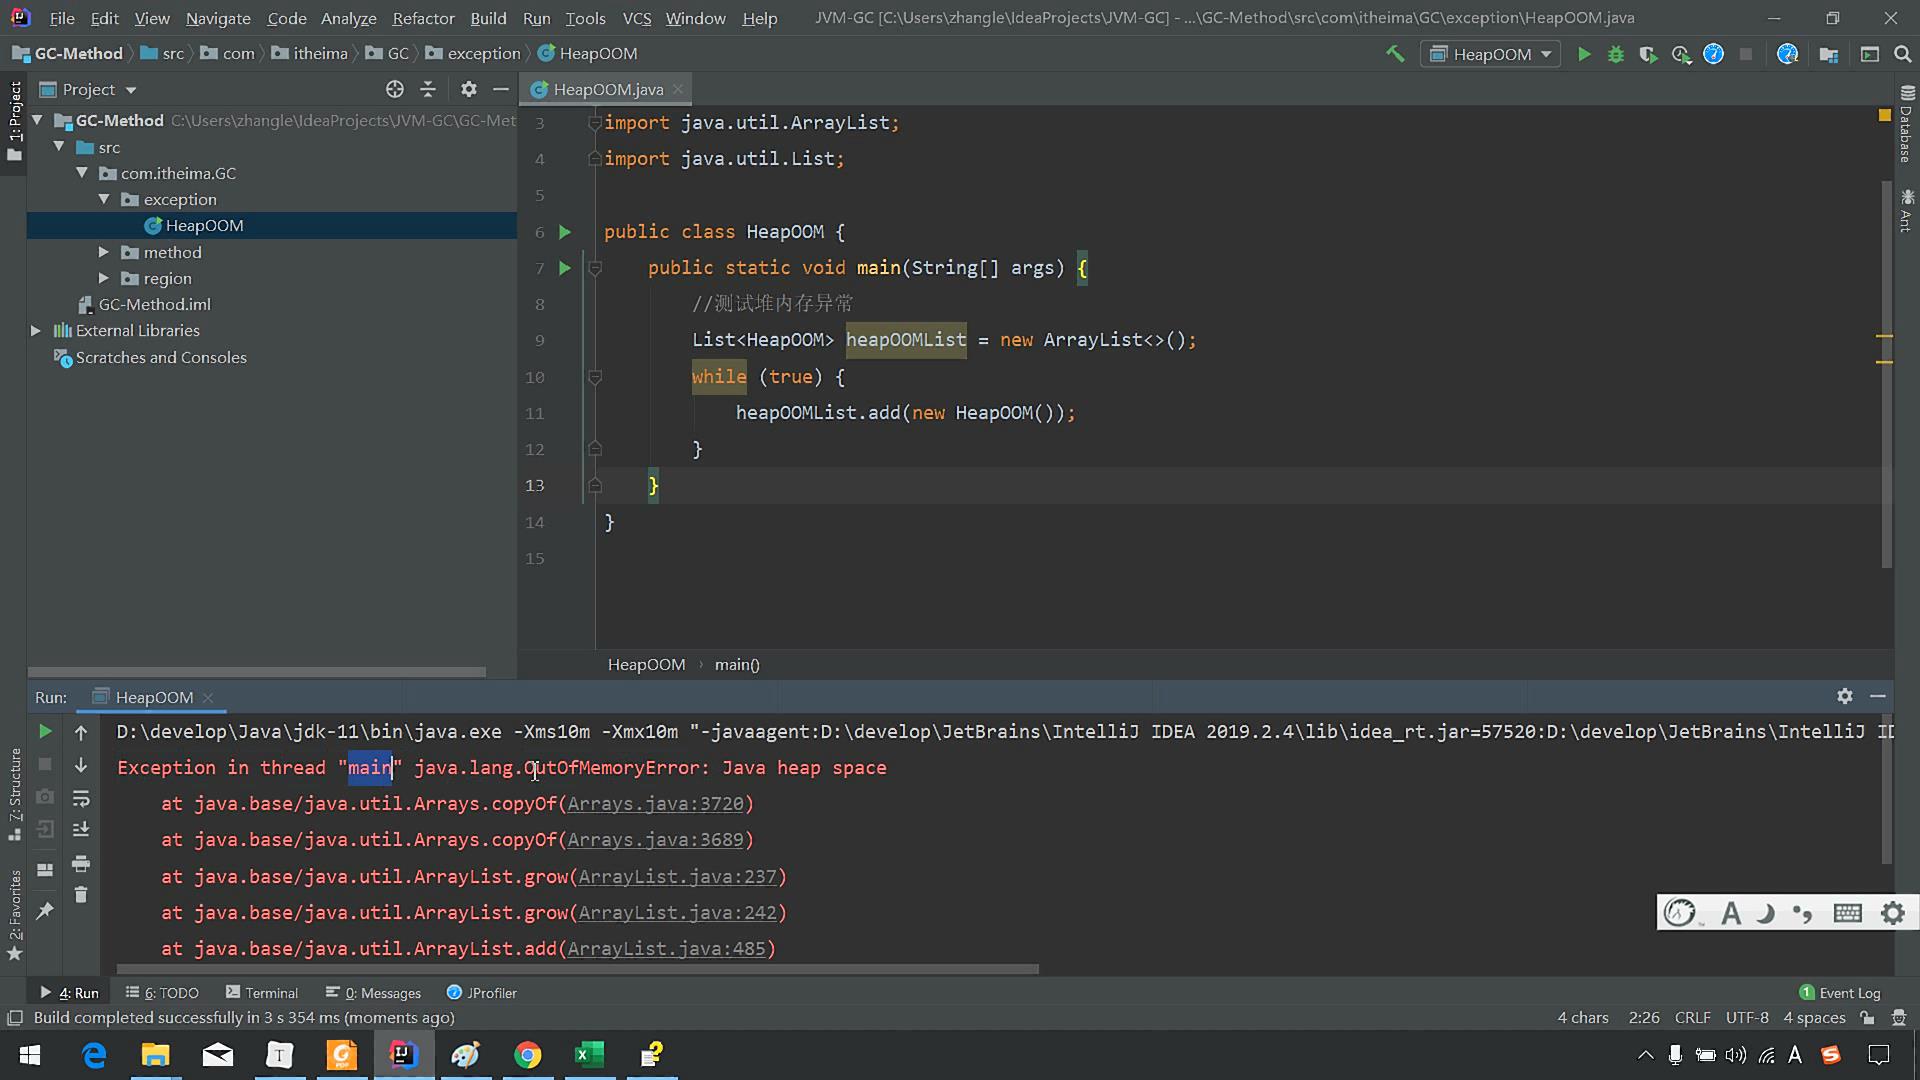 File Edit View Navigate Code Analyze Refactor Build Run Tools VCS Window Help JVM-GC [C:\Users\zhangle\IdeaProjects\JVM-GC] - ...\GC-Method\src\com\itheima\GC\exception\HeapOOM.java
GC-Method src com itheima GC exception HeapOOM
HeapOOM
1: Project
Project
HeapOOM.java
GC-Method C:\Users\zhangle\IdeaProjects\JVM-GC\GC-Met
src
com.itheima.GC
exception
HeapOOM
method
region
GC-Method.iml
External Libraries
Scratches and Consoles
3 import java.util.ArrayList;
4 import java.util.List;
5
6 public class HeapOOM {
7 public static void main(String[] args) {
8 //测试堆内存异常
9 List<HeapOOM> heapOOMList = new ArrayList<>();
10 while (true) {
11 heapOOMList.add(new HeapOOM());
12 }
13 }
14 }
15
HeapOOM › main()
Database
Ant
Run: HeapOOM
D:\develop\Java\jdk-11\bin\java.exe -Xms10m -Xmx10m "-javaagent:D:\develop\JetBrains\IntelliJ IDEA 2019.2.4\lib\idea_rt.jar=57520:D:\develop\JetBrains\IntelliJ ID
Exception in thread "main" java.lang.OutOfMemoryError: Java heap space
at java.base/java.util.Arrays.copyOf(Arrays.java:3720)
at java.base/java.util.Arrays.copyOf(Arrays.java:3689)
at java.base/java.util.ArrayList.grow(ArrayList.java:237)
at java.base/java.util.ArrayList.grow(ArrayList.java:242)
at java.base/java.util.ArrayList.add(ArrayList.java:485)
7: Structure
2: Favorites
A
4: Run 6: TODO Terminal 0: Messages JProfiler 1 Event Log
Build completed successfully in 3 s 354 ms (moments ago) 4 chars 2:26 CRLF UTF-8 4 spaces
A